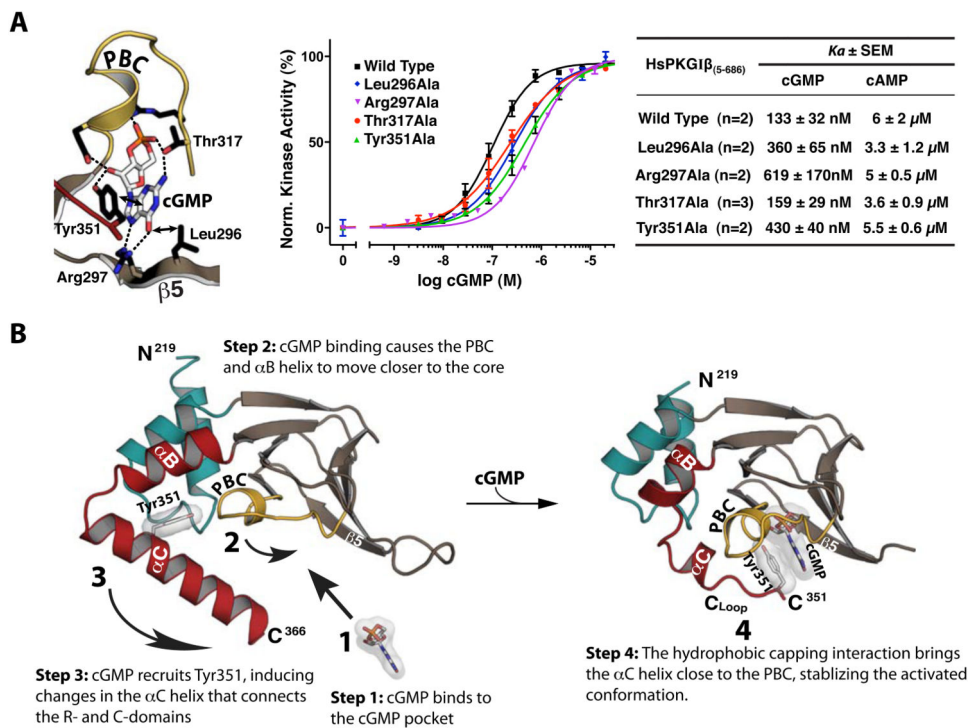 A
PBC
Thr317
cGMP
Tyr351
Leu296
Arg297
β5
Norm. Kinase Activity (%)
100
50
0
Wild Type
Leu296Ala
Arg297Ala
Thr317Ala
Tyr351Ala
0 -9 -8 -7 -6 -5
log cGMP (M)
HsPKGIβ(5-686) Ka ± SEM
cGMP cAMP
Wild Type (n=2) 133 ± 32 nM 6 ± 2 µM
Leu296Ala (n=2) 360 ± 65 nM 3.3 ± 1.2 µM
Arg297Ala (n=2) 619 ± 170nM 5 ± 0.5 µM
Thr317Ala (n=3) 159 ± 29 nM 3.6 ± 0.9 µM
Tyr351Ala (n=2) 430 ± 40 nM 5.5 ± 0.6 µM
B
N219
Step 2: cGMP binding causes the PBC
and αB helix to move closer to the core
αB
PBC
Tyr351
2
β5
αC
3
C366
1
Step 3: cGMP recruits Tyr351, inducing
changes in the αC helix that connects
the R- and C-domains
Step 1: cGMP binds to
the cGMP pocket
cGMP
N219
αB
PBC
β5
cGMP
Tyr351
αC
CLoop
C351
4
Step 4: The hydrophobic capping interaction brings
the αC helix close to the PBC, stablizing the activated
conformation.